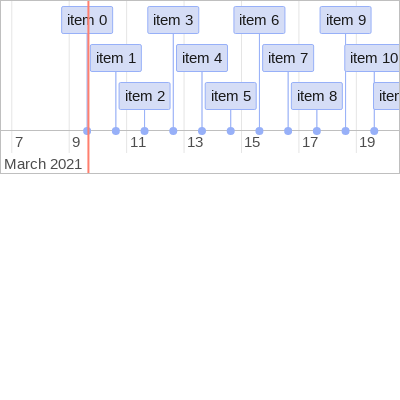 item 0 item 3 item 6 item 9
item 1 item 4 item 7 item 10
item 2 item 5 item 8
7 9 11 13 15 17 19
March 2021